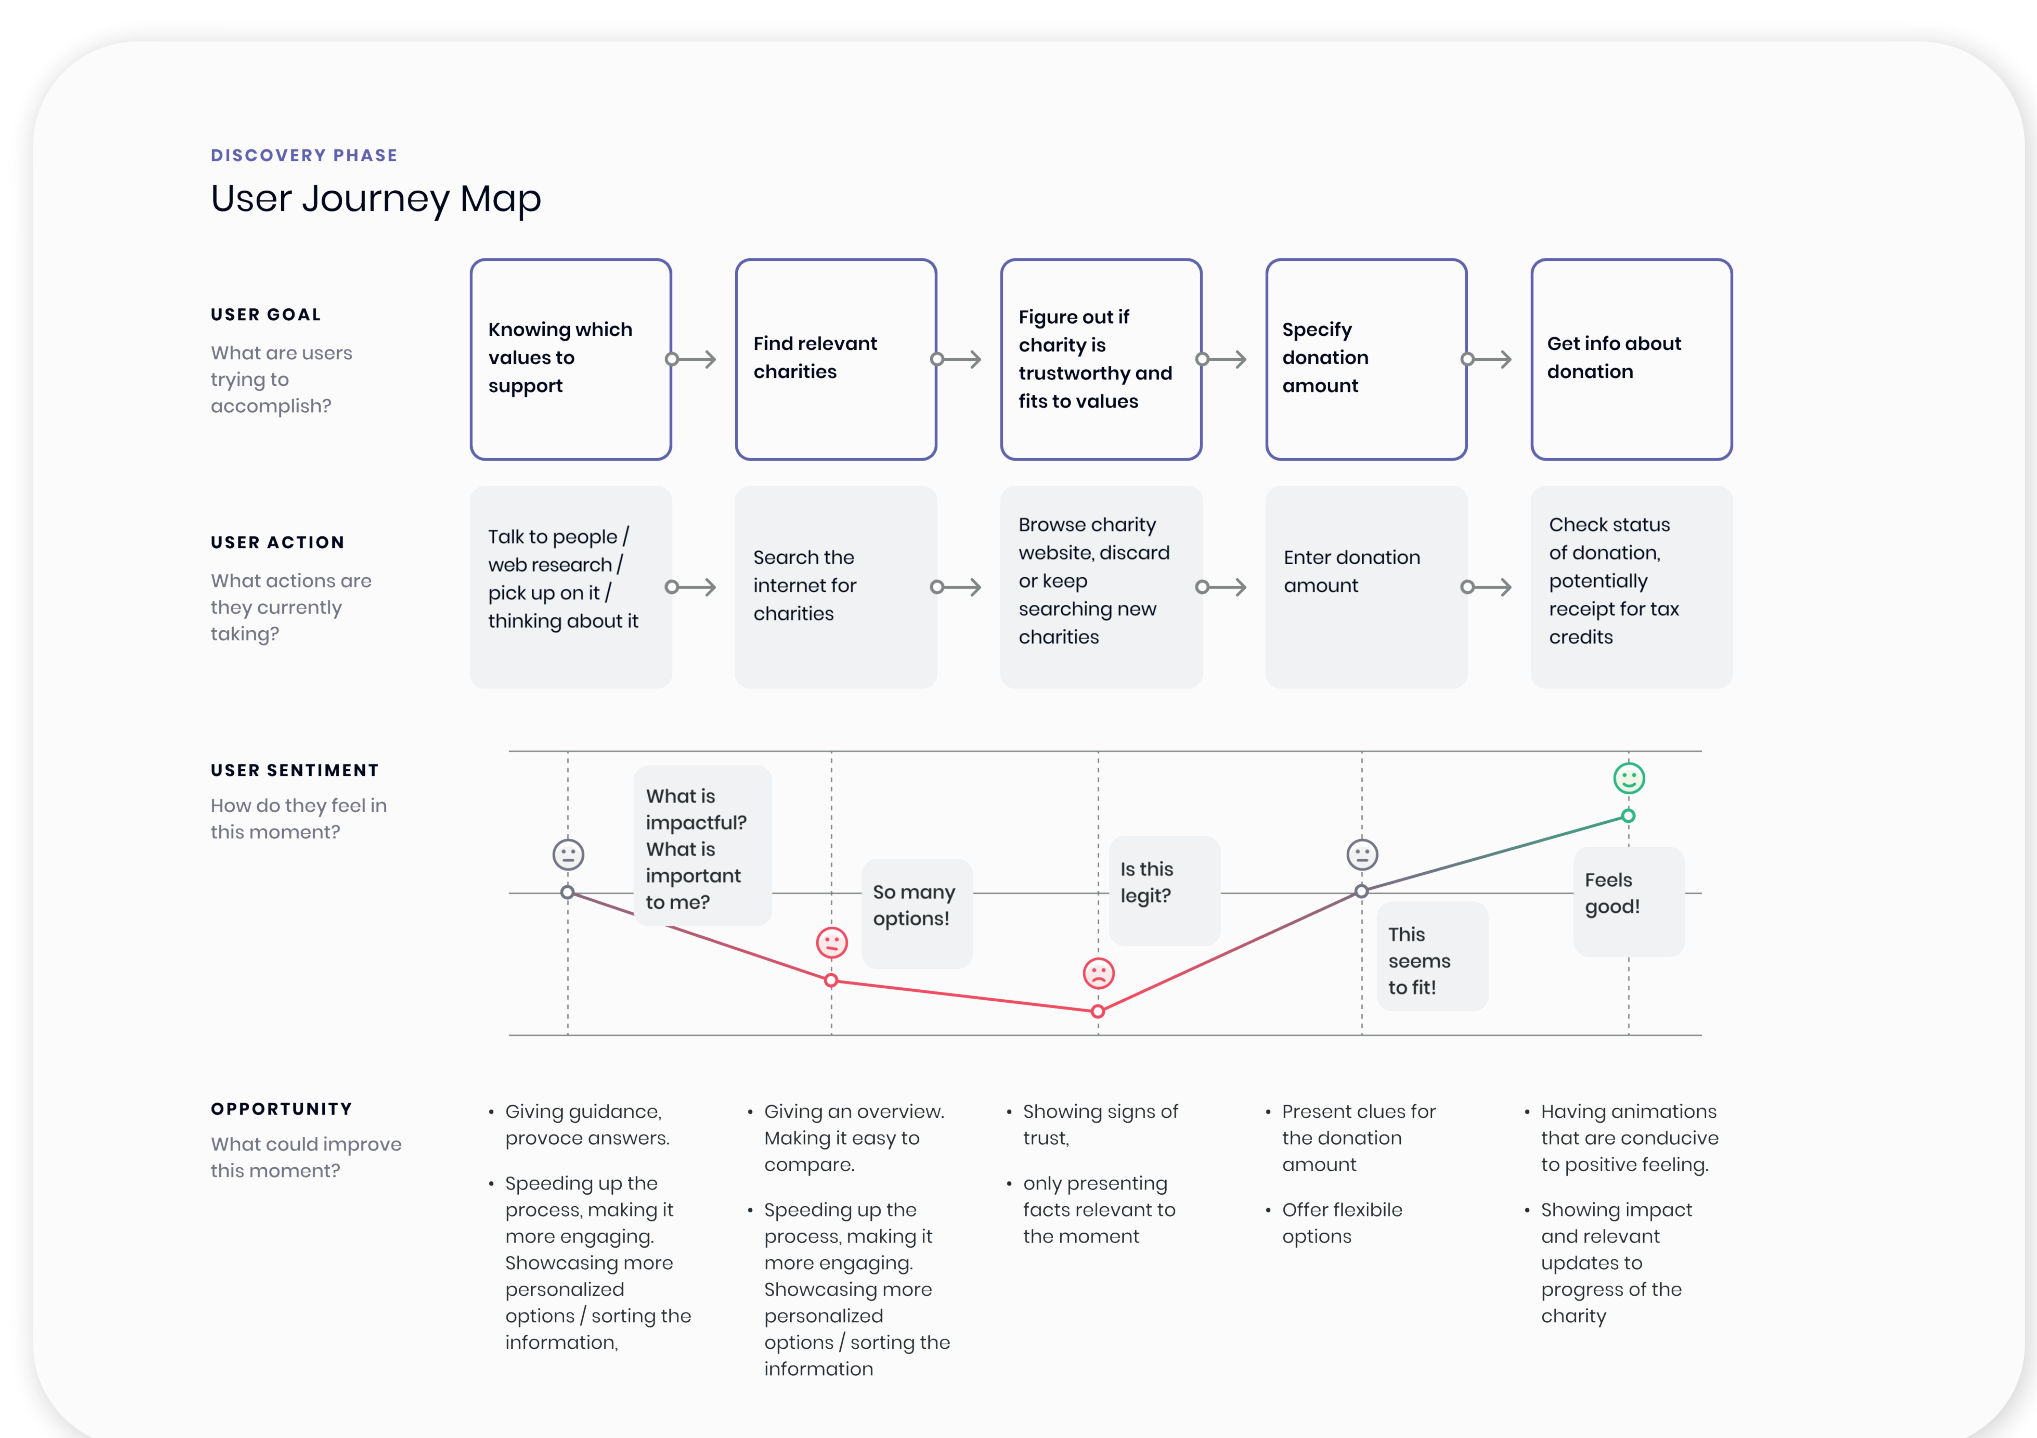 DISCOVERY PHASE
User Journey Map
USER GOAL
What are users
trying to
accomplish?
Knowing which
values to
support
Find relevant
charities
Figure out if
charity is
trustworthy and
fits to values
Specify
donation
amount
Get info about
donation
USER ACTION
What actions are
they currently
taking?
Talk to people /
web research /
pick up on it /
thinking about it
Search the
internet for
charities
Browse charity
website, discard
or keep
searching new
charities
Enter donation
amount
Check status
of donation,
potentially
receipt for tax
credits
USER SENTIMENT
How do they feel in
this moment?
What is
impactful?
What is
important
to me?
So many
options!
Is this
legit?
This
seems
to fit!
Feels
good!
OPPORTUNITY
What could improve
this moment?
• Giving guidance,
provoce answers.
• Speeding up the
process, making it
more engaging.
Showcasing more
personalized
options / sorting the
information,
• Giving an overview.
Making it easy to
compare.
• Speeding up the
process, making it
more engaging.
Showcasing more
personalized
options / sorting the
information
• Showing signs of
trust,
• only presenting
facts relevant to
the moment
• Present clues for
the donation
amount
• Offer flexibile
options
• Having animations
that are conducive
to positive feeling.
• Showing impact
and relevant
updates to
progress of the
charity